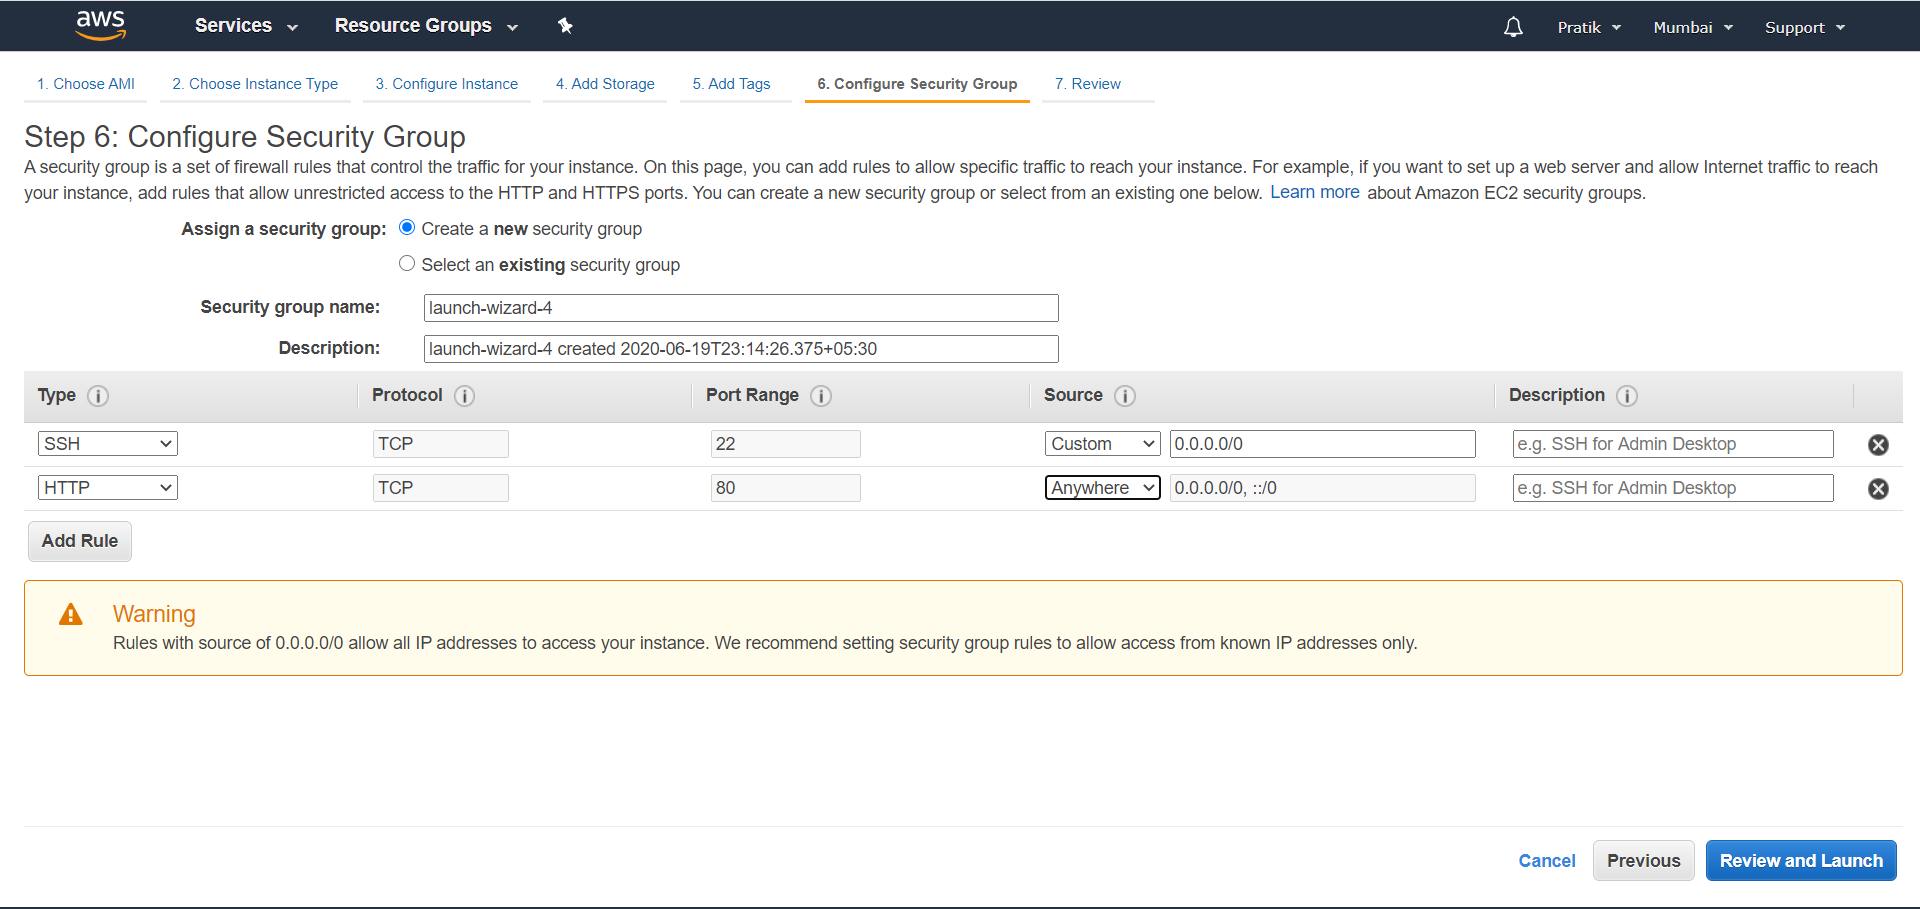 aws Services Resource Groups Pratik Mumbai Support
1. Choose AMI 2. Choose Instance Type 3. Configure Instance 4. Add Storage 5. Add Tags 6. Configure Security Group 7. Review
Step 6: Configure Security Group
A security group is a set of firewall rules that control the traffic for your instance. On this page, you can add rules to allow specific traffic to reach your instance. For example, if you want to set up a web server and allow Internet traffic to reach
your instance, add rules that allow unrestricted access to the HTTP and HTTPS ports. You can create a new security group or select from an existing one below. Learn more about Amazon EC2 security groups.
Assign a security group: Create a new security group
Select an existing security group
Security group name: launch-wizard-4
Description: launch-wizard-4 created 2020-06-19T23:14:26.375+05:30
Type i Protocol i Port Range i Source i Description i
SSH TCP 22 Custom 0.0.0.0/0 e.g. SSH for Admin Desktop
HTTP TCP 80 Anywhere 0.0.0.0/0, ::/0 e.g. SSH for Admin Desktop
Add Rule
Warning
Rules with source of 0.0.0.0/0 allow all IP addresses to access your instance. We recommend setting security group rules to allow access from known IP addresses only.
Cancel Previous Review and Launch